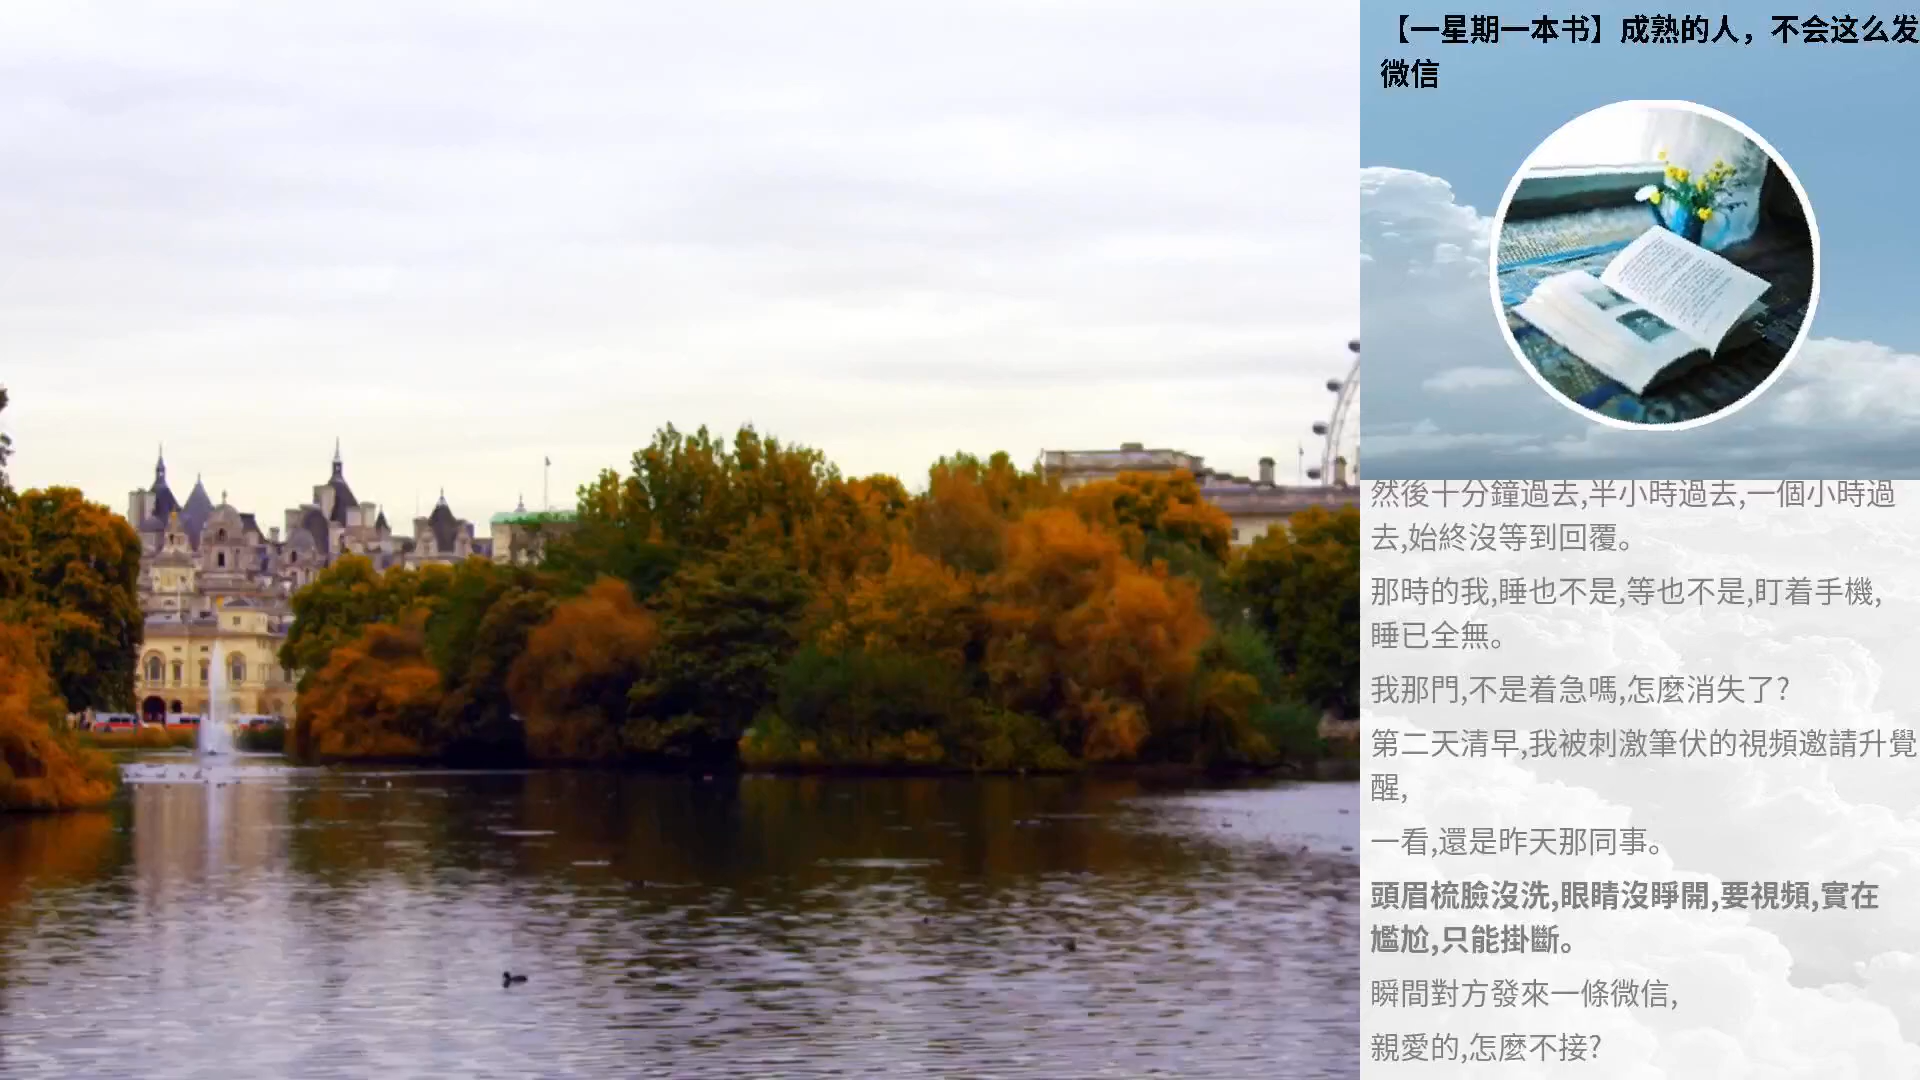 【一星期一本书】成熟的人，不会这么发
微信
然後十分鐘過去,半小時過去,一個小時過
去,始終沒等到回覆。
那時的我,睡也不是,等也不是,盯着手機,
睡已全無。
我那門,不是着急嗎,怎麼消失了?
第二天清早,我被刺激筆伏的視頻邀請升覺
醒,
一看,還是昨天那同事。
頭眉梳臉沒洗,眼睛沒睜開,要視頻,實在
尷尬,只能掛斷。
瞬間對方發來一條微信,
親愛的,怎麼不接?